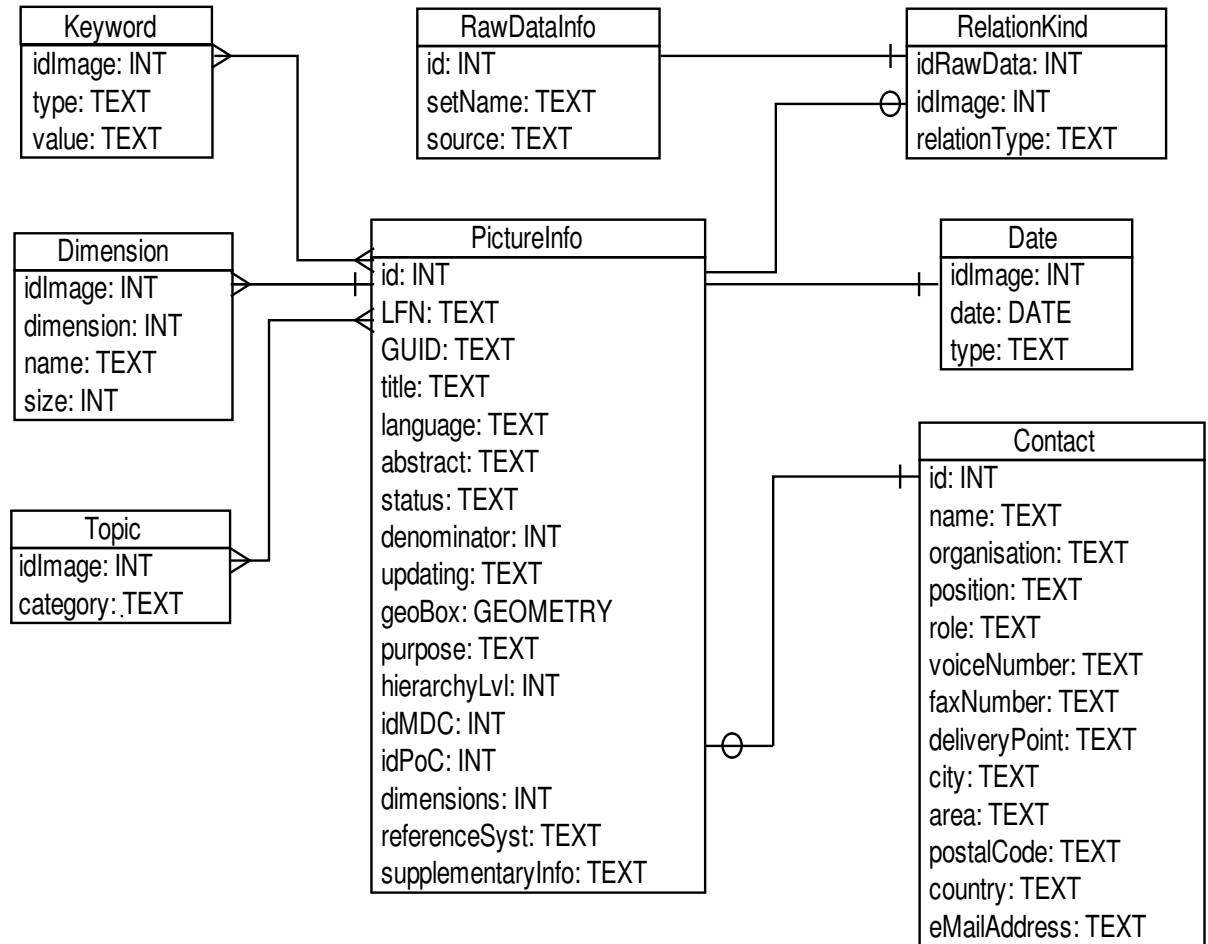 Keyword
idImage: INT
type: TEXT
value: TEXT
RawDataInfo
id: INT
setName: TEXT
source: TEXT
RelationKind
idRawData: INT
idImage: INT
relationType: TEXT
Dimension
idImage: INT
dimension: INT
name: TEXT
size: INT
PictureInfo
id: INT
LFN: TEXT
GUID: TEXT
title: TEXT
language: TEXT
abstract: TEXT
status: TEXT
denominator: INT
updating: TEXT
geoBox: GEOMETRY
purpose: TEXT
hierarchyLvl: INT
idMDC: INT
idPoC: INT
dimensions: INT
referenceSyst: TEXT
supplementaryInfo: TEXT
Date
idImage: INT
date: DATE
type: TEXT
Topic
idImage: INT
category: TEXT
Contact
id: INT
name: TEXT
organisation: TEXT
position: TEXT
role: TEXT
voiceNumber: TEXT
faxNumber: TEXT
deliveryPoint: TEXT
city: TEXT
area: TEXT
postalCode: TEXT
country: TEXT
eMailAddress: TEXT